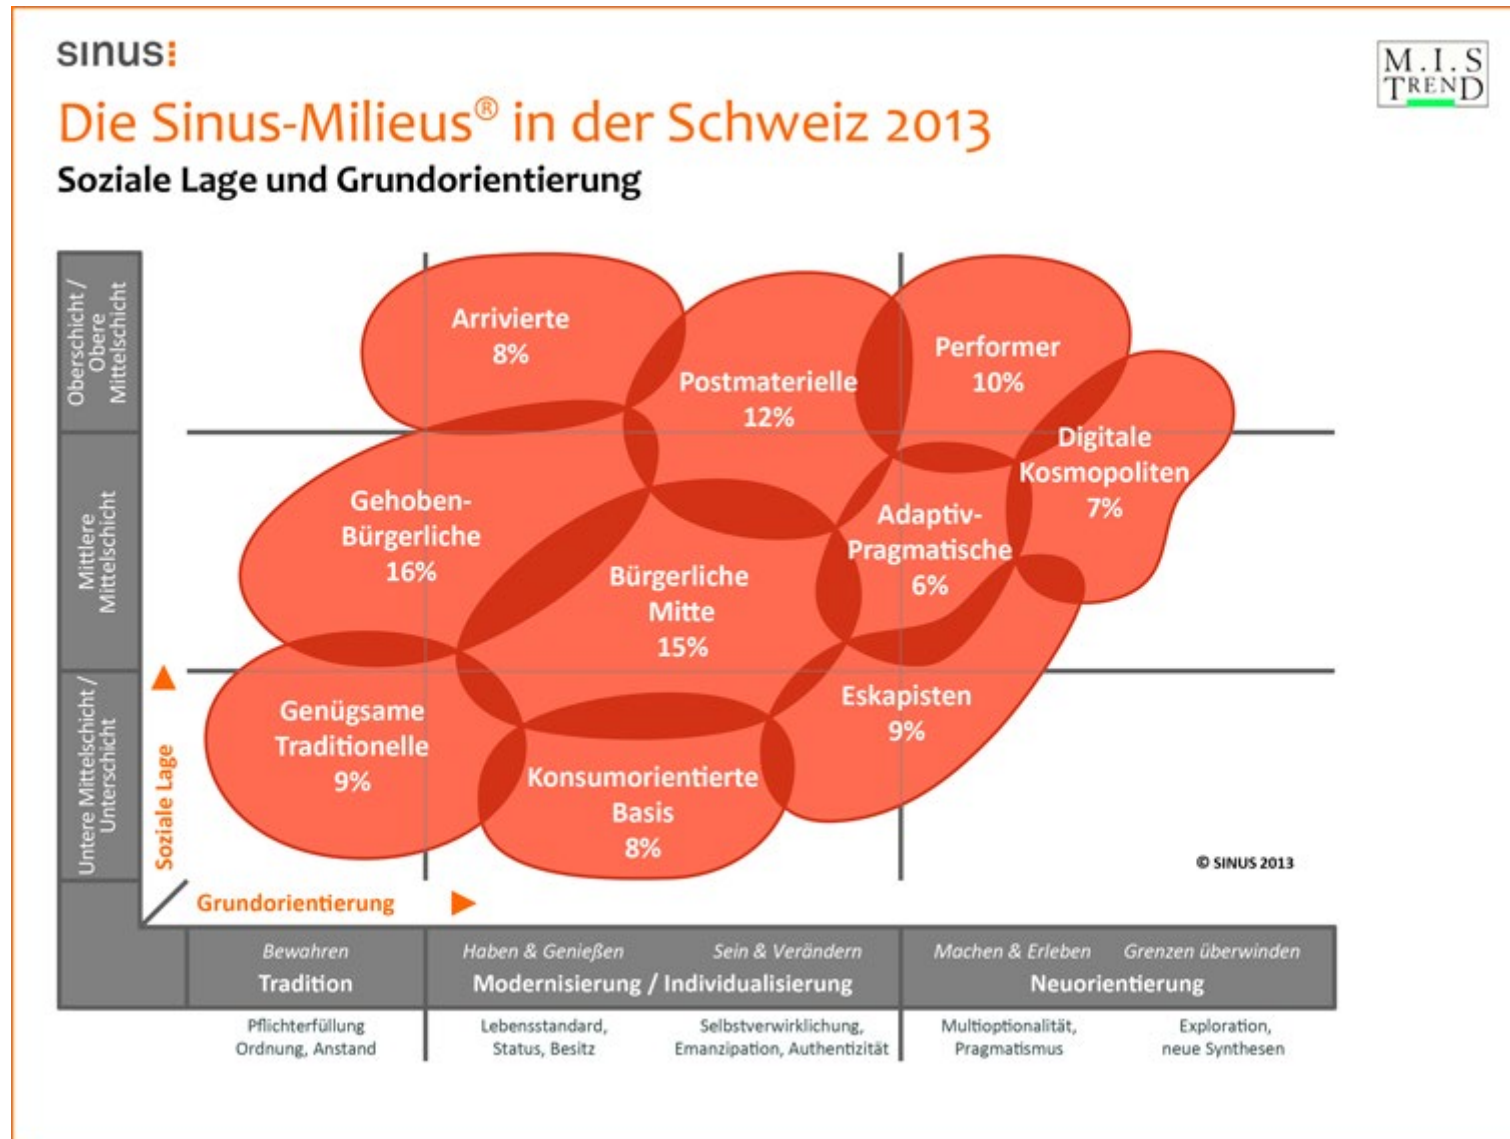 sinus:
M.I.S
TREND
Die Sinus-Milieus® in der Schweiz 2013
Soziale Lage und Grundorientierung
Oberschicht /
Obere
Mittelschicht
Mittlere
Mittelschicht
Untere Mittelschicht /
Unterschicht
Soziale Lage
Arrivierte
8%
Postmaterielle
12%
Performer
10%
Digitale
Kosmopoliten
7%
Gehoben-
Bürgerliche
16%
Adaptiv-
Pragmatische
6%
Bürgerliche
Mitte
15%
Genügsame
Traditionelle
9%
Eskapisten
9%
Konsumorientierte
Basis
8%
© SINUS 2013
Grundorientierung
Bewahren
Tradition
Haben & Genießen
Sein & Verändern
Modernisierung / Individualisierung
Machen & Erleben
Grenzen überwinden
Neuorientierung
Pflichterfüllung
Ordnung, Anstand
Lebensstandard,
Status, Besitz
Selbstverwirklichung,
Emanzipation, Authentizität
Multioptionalität,
Pragmatismus
Exploration,
neue Synthesen